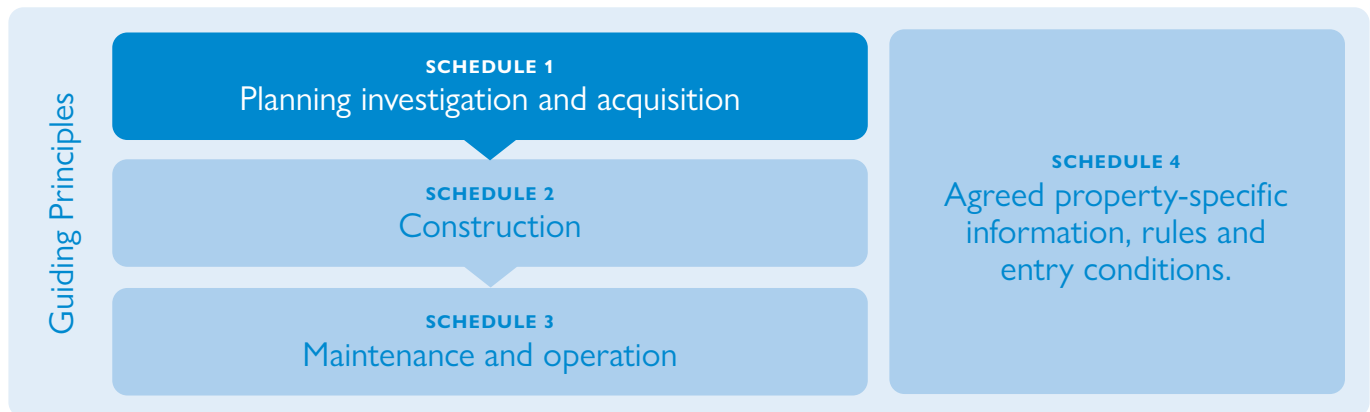 Guiding Principles
SCHEDULE 1
Planning investigation and acquisition
SCHEDULE 2
Construction
SCHEDULE 3
Maintenance and operation
SCHEDULE 4
Agreed property-specific
information, rules and
entry conditions.